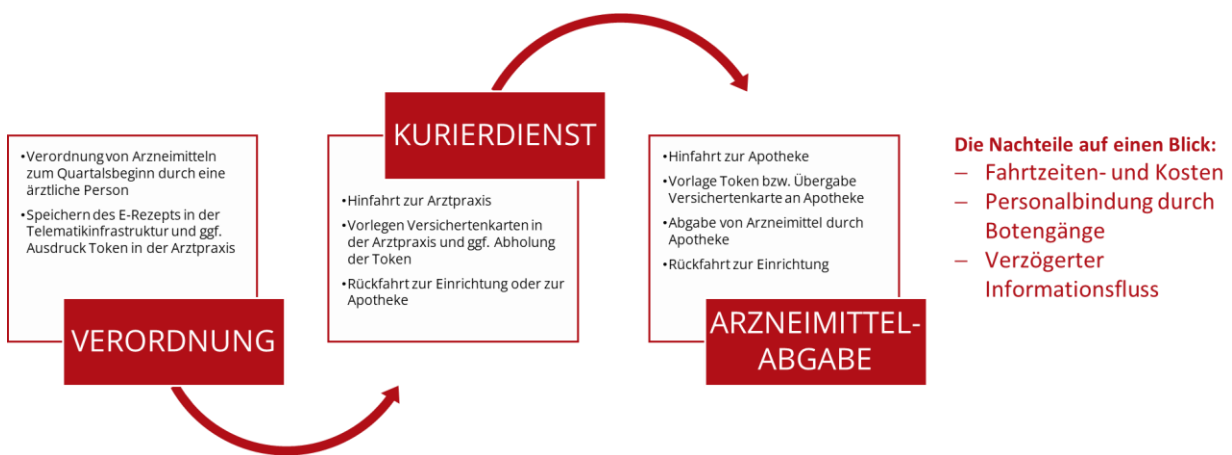 •Verordnung von Arzneimitteln
zum Quartalsbeginn durch eine
ärztliche Person
•Speichern des E-Rezepts in der
Telematikinfrastruktur und ggf.
Ausdruck Token in der Arztpraxis
VERORDNUNG
KURIERDIENST
•Hinfahrt zur Arztpraxis
•Vorlegen Versichertenkarten in
der Arztpraxis und ggf. Abholung
der Token
•Rückfahrt zur Einrichtung oder zur
Apotheke
•Hinfahrt zur Apotheke
•Vorlage Token bzw. Übergabe
Versichertenkarte an Apotheke
•Abgabe von Arzneimittel durch
Apotheke
•Rückfahrt zur Einrichtung
ARZNEIMITTEL-
ABGABE
Die Nachteile auf einen Blick:
– Fahrtzeiten- und Kosten
– Personalbindung durch
Botengänge
– Verzögerter
Informationsfluss